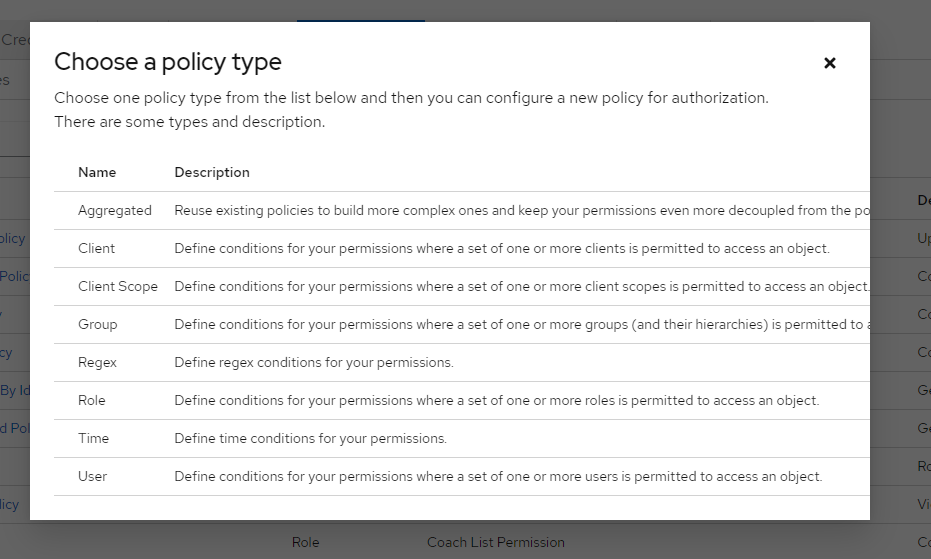 Choose a policy type
Choose one policy type from the list below and then you can configure a new policy for authorization.
There are some types and description.
Name Description
Aggregated Reuse existing policies to build more complex ones and keep your permissions even more decoupled from the
Client Define conditions for your permissions where a set of one or more clients is permitted to access an object.
Client Scope Define conditions for your permissions where a set of one or more client scopes is permitted to access an object.
Group Define conditions for your permissions where a set of one or more groups (and their hierarchies) is permitted to
Regex Define regex conditions for your permissions.
Role Define conditions for your permissions where a set of one or more roles is permitted to access an object.
Time Define time conditions for your permissions.
User Define conditions for your permissions where a set of one or more users is permitted to access an object.
By Id
Role Coach List Permission